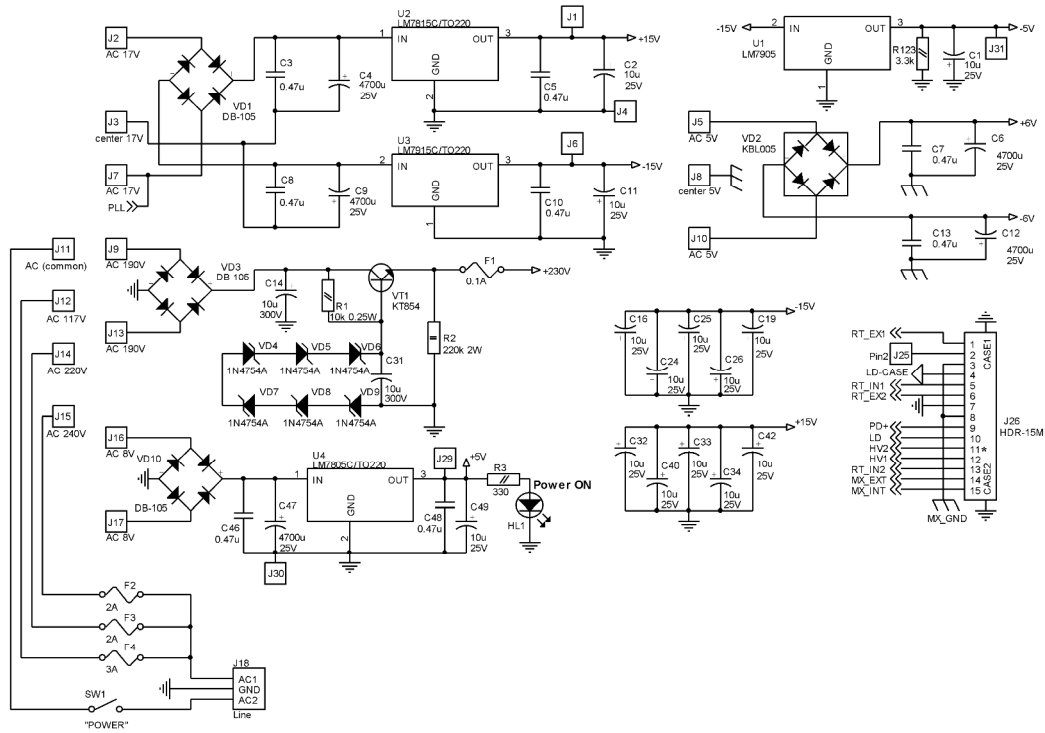 J2
AC 17V
VD1
DB-105
J3
center 17V
J7
AC 17V
PLL
C3
0.47u
C4
4700u
25V
U2
LM7815C/TO220
1
IN
OUT
3
GND
2
J1
+15V
C5
0.47u
C2
10u
25V
J4
C8
0.47u
C9
4700u
25V
U3
LM7915C/TO220
2
IN
OUT
3
GND
1
J6
-15V
C10
0.47u
C11
10u
25V
-15V
2
IN
OUT
3
U1
LM7905
GND
1
R123
3.3k
C1
10u
25V
-5V
J31
J5
AC 5V
VD2
KBL005
J8
center 5V
J10
AC 5V
+6V
C7
0.47u
C6
4700u
25V
-6V
C13
0.47u
C12
4700u
25V
J11
AC (common)
J12
AC 117V
J14
AC 220V
J15
AC 240V
J9
AC 190V
VD3
DB-105
J13
AC 190V
C14
10u
300V
R1
10k 0.25W
VT1
KT854
F1
0.1A
+230V
R2
220k 2W
VD4
VD5
VD6
1N4754A
1N4754A
1N4754A
C31
10u
300V
VD7
VD8
VD9
1N4754A
1N4754A
1N4754A
J16
AC 8V
VD10
DB-105
J17
AC 8V
C46
0.47u
C47
4700u
25V
J30
U4
LM7805C/TO220
1
IN
OUT
3
GND
2
J29
+5V
C48
0.47u
C49
10u
25V
R3
330
Power ON
HL1
-15V
C16
10u
25V
C25
10u
25V
C19
10u
25V
C24
10u
25V
C26
10u
25V
+15V
C32
10u
25V
C33
10u
25V
C42
10u
25V
C40
10u
25V
C34
10u
25V
RT_EX1
Pin2
J25
LD-CASE
RT_IN1
RT_EX2
PD+
LD
HV2
HV1
RT_IN2
MX_EXT
MX_INT
MX_GND
1
2
3
4
5
6
7
8
9
10
11*
12
13
14
15
CASE1
CASE2
J26
HDR-15M
F2
2A
F3
2A
F4
3A
J18
AC1
GND
AC2
Line
SW1
"POWER"